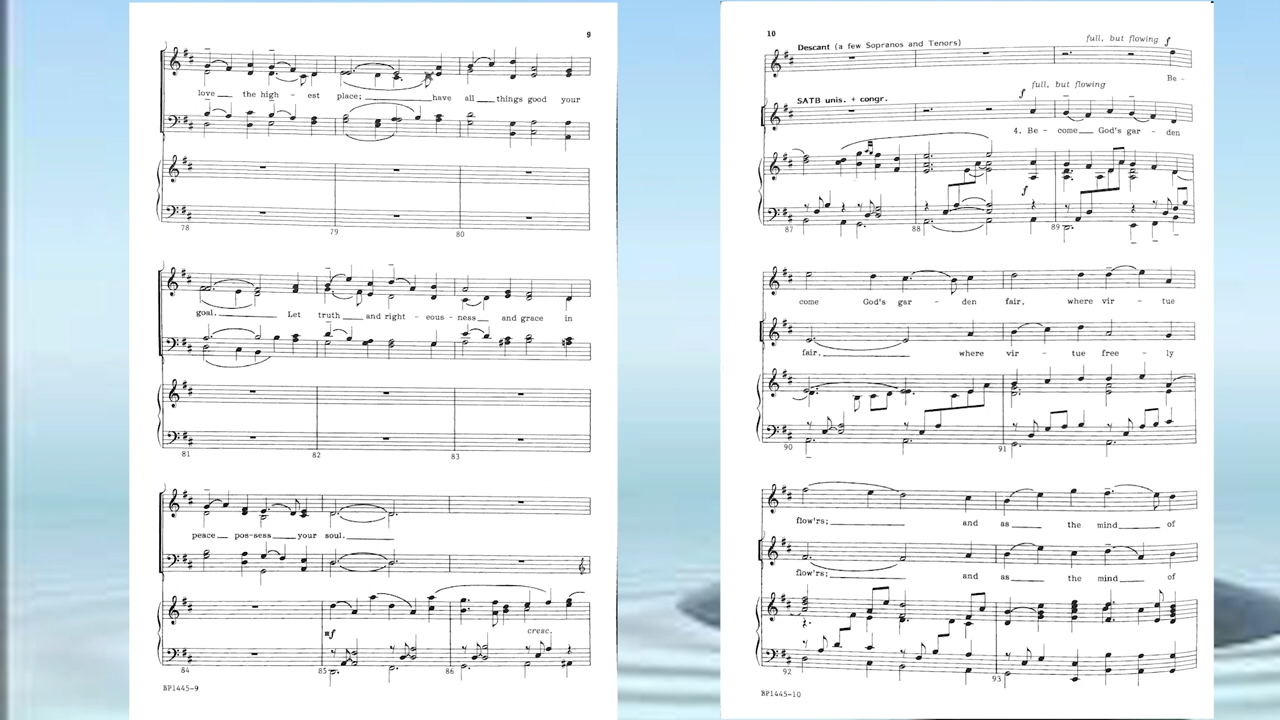 9
love the high - est place; have all things good your
78
79
80
goal. Let truth and right - eous - ness and grace in
81
82
83
peace pos-sess your soul.
mf
cresc.
84
85
86
BP1445-9
10
Descant (a few Sopranos and Tenors)
full, but flowing f
Be -
SATB unis. + congr.
f full, but flowing
4. Be - come God's gar - den
f
87
88
89
come God's gar - den fair, where vir - tue
fair, where vir - tue free - ly
90
91
flow'rs; and as the mind of
flow'rs; and as the mind of
92
93
BP1445-10